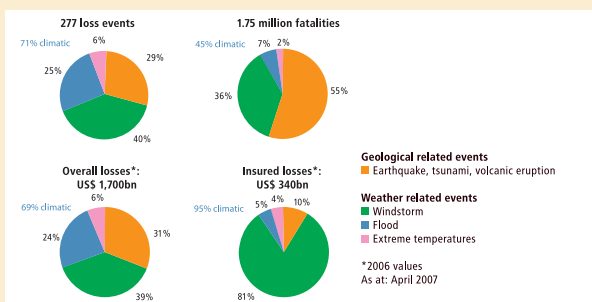 277 loss events
71% climatic
6%
29%
25%
40%
1.75 million fatalities
45% climatic
7%
2%
55%
36%
Overall losses*:
US$ 1,700bn
69% climatic
6%
31%
24%
39%
Insured losses*:
US$ 340bn
95% climatic
5%
4%
10%
81%
Geological related events
Earthquake, tsunami, volcanic eruption
Weather related events
Windstorm
Flood
Extreme temperatures
*2006 values
As at: April 2007